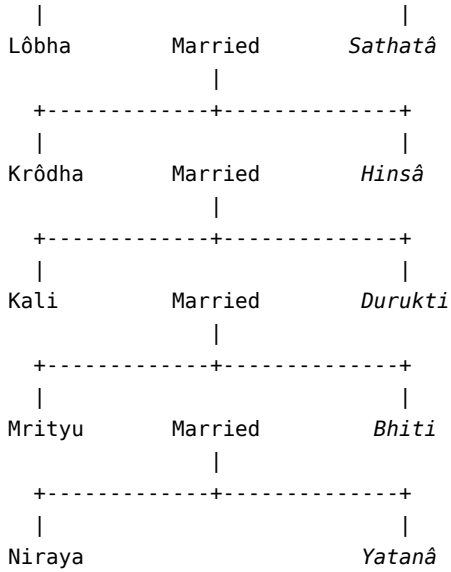 Lôbha Married Sathatâ
Krôdha Married Hinsâ
Kali Married Durukti
Mrityu Married Bhiti
Niraya Yatanâ